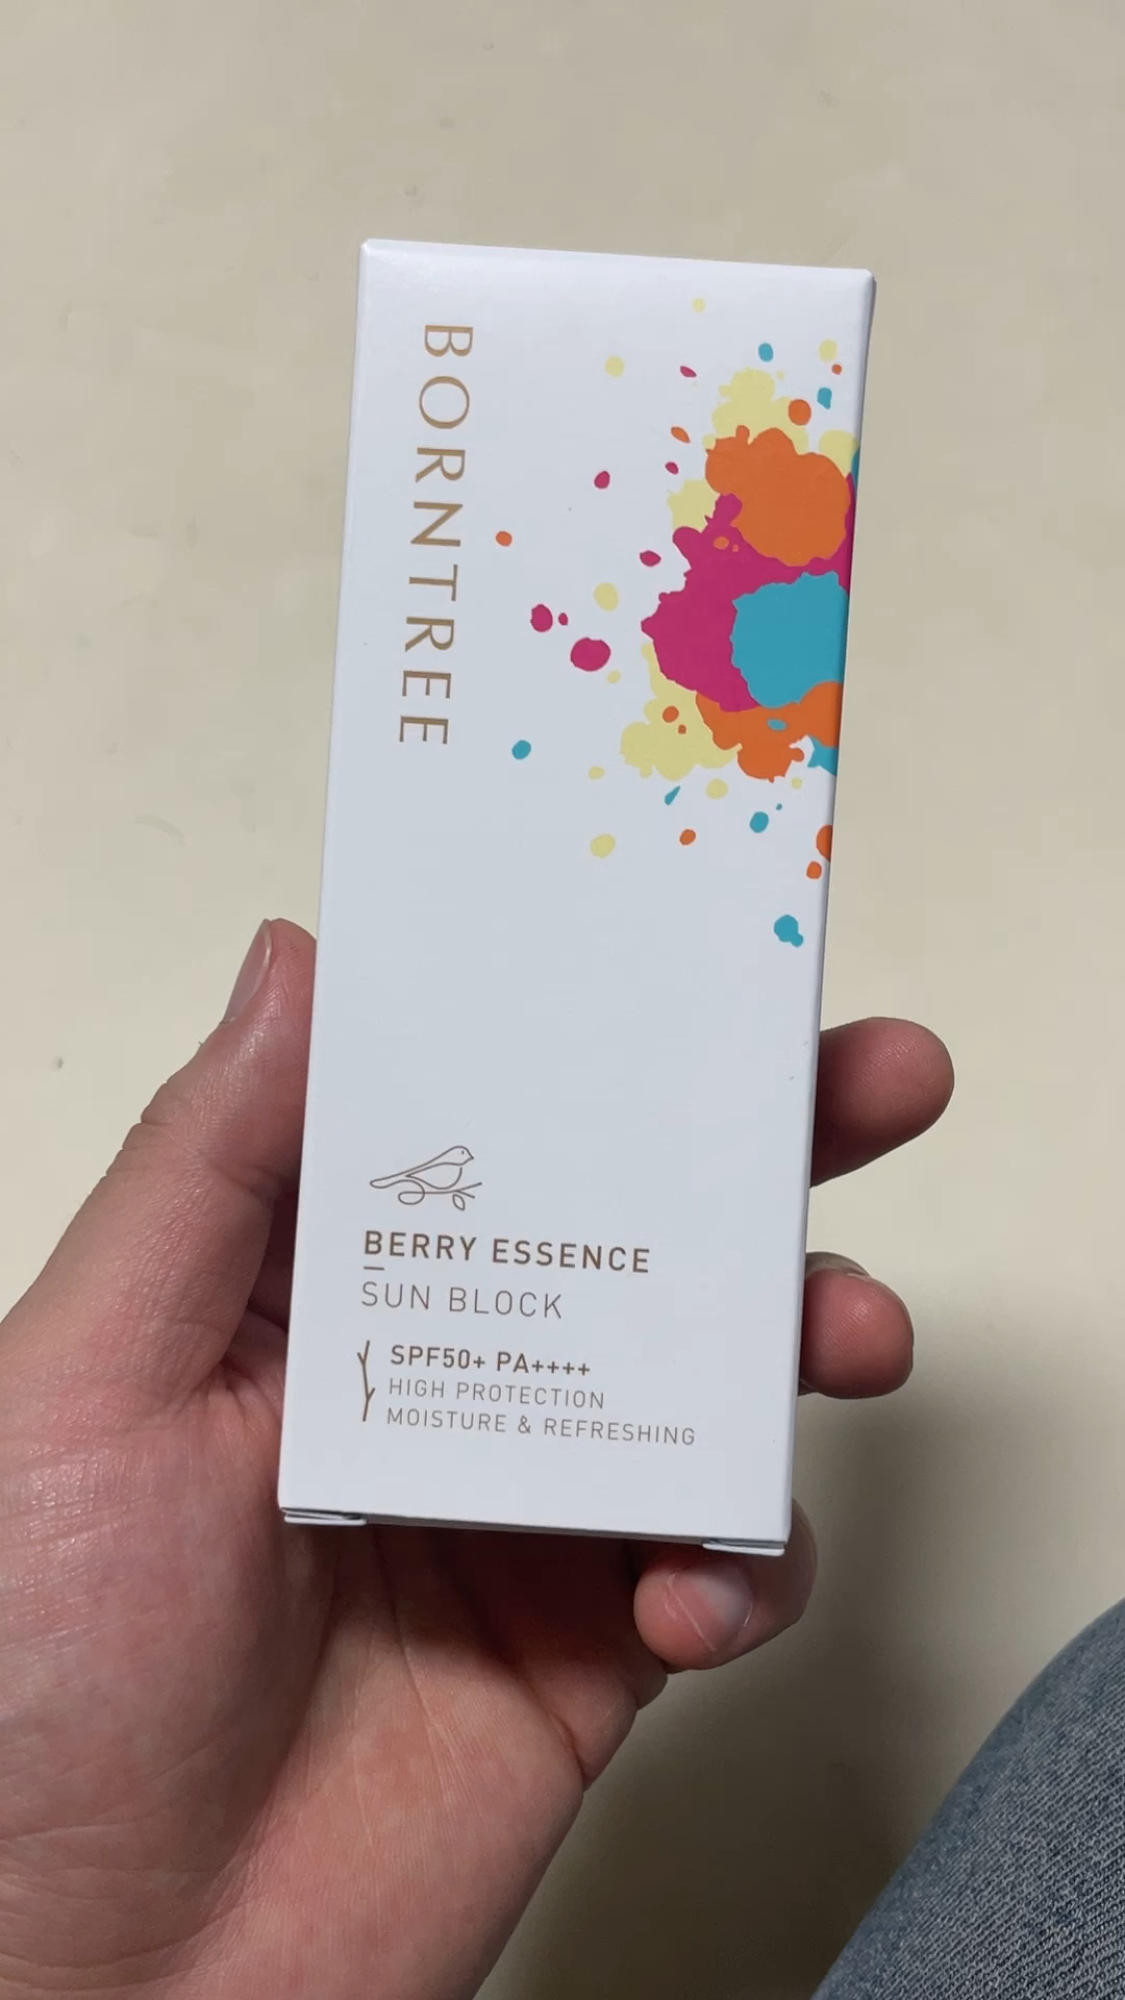 BORNTREE
BERRY ESSENCE
SUN BLOCK
SPF50+ PA++++
HIGH PROTECTION
MOISTURE & REFRESHING